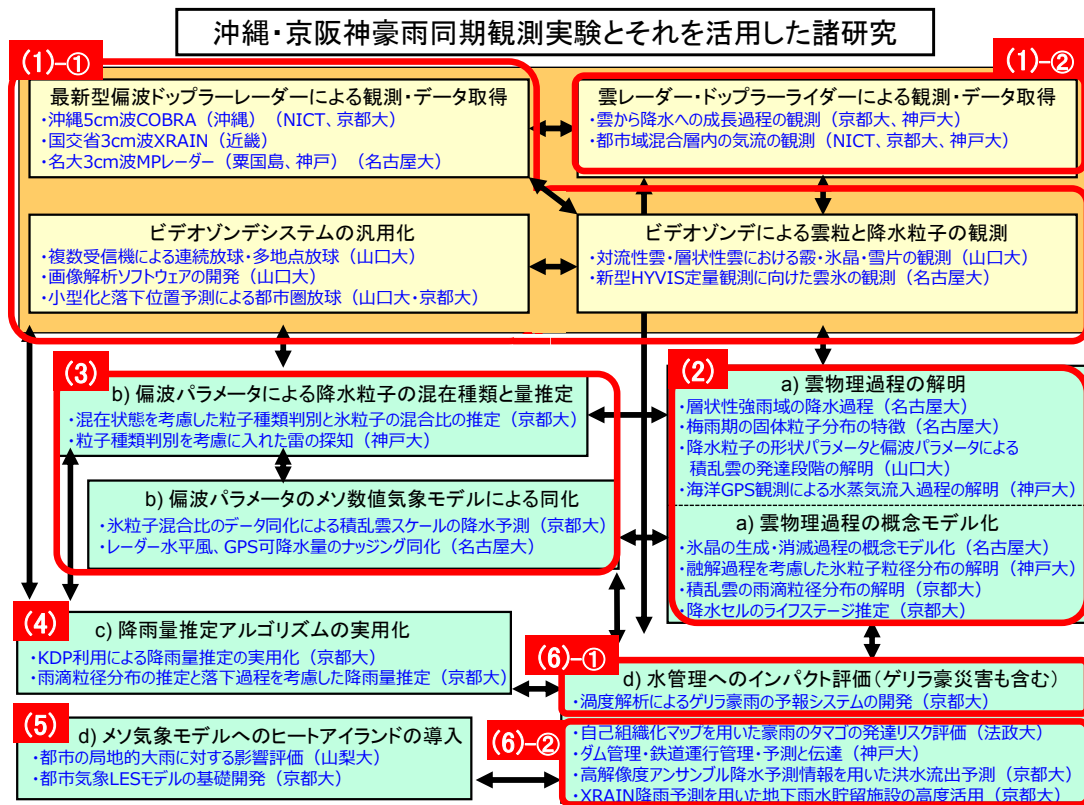 沖縄・京阪神豪雨同期観測実験とそれを活用した諸研究
(1)-①
最新型偏波ドップラーレーダーによる観測・データ取得
・沖縄5cm波COBRA（沖縄）（NICT、京都大）
・国交省3cm波XRAIN（近畿）
・名大3cm波MPレーダー（粟国島、神戸）（名古屋大）
(1)-②
雲レーダー・ドップラーライダーによる観測・データ取得
・雲から降水への成長過程の観測（京都大、神戸大）
・都市域混合層内の気流の観測（NICT、京都大、神戸大）
ビデオゾンデシステムの汎用化
・複数受信機による連続放球・多地点放球（山口大）
・画像解析ソフトウェアの開発（山口大）
・小型化と落下位置予測による都市圏放球（山口大・京都大）
ビデオゾンデによる雲粒と降水粒子の観測
・対流性雲・層状性雲における霰・氷晶・雪片の観測（山口大）
・新型HYVIS定量観測に向けた雲氷の観測（名古屋大）
(3)
b) 偏波パラメータによる降水粒子の混在種類と量推定
・混在状態を考慮した粒子種類判別と氷粒子の混合比の推定（京都大）
・粒子種類判別を考慮に入れた雷の探知（神戸大）
b) 偏波パラメータのメソ数値気象モデルによる同化
・氷粒子混合比のデータ同化による積乱雲スケールの降水予測（京都大）
・レーダー水平風、GPS可降水量のナッジング同化（名古屋大）
(2)
a) 雲物理過程の解明
・層状性強雨域の降水過程（名古屋大）
・梅雨期の固体粒子分布の特徴（名古屋大）
・降水粒子の形状パラメータと偏波パラメータによる
積乱雲の発達段階の解明（山口大）
・海洋GPS観測による水蒸気流入過程の解明（神戸大）
a) 雲物理過程の概念モデル化
・氷晶の生成・消滅過程の概念モデル化（名古屋大）
・融解過程を考慮した氷粒子粒径分布の解明（神戸大）
・積乱雲の雨滴粒径分布の解明（京都大）
・降水セルのライフステージ推定（京都大）
(4)
c) 降雨量推定アルゴリズムの実用化
・KDP利用による降雨量推定の実用化（京都大）
・雨滴粒径分布の推定と落下過程を考慮した降雨量推定（京都大）
(6)-①
d) 水管理へのインパクト評価（ゲリラ豪災害も含む）
・渦度解析によるゲリラ豪雨の予報システムの開発（京都大）
(5)
d) メソ気象モデルへのヒートアイランドの導入
・都市の局地的大雨に対する影響評価（山梨大）
・都市気象LESモデルの基礎開発（京都大）
(6)-②
・自己組織化マップを用いた豪雨のタマゴの発達リスク評価（法政大）
・ダム管理・鉄道運行管理・予測と伝達（神戸大）
・高解像度アンサンブル降水予測情報を用いた洪水流出予測（京都大）
・XRAIN降雨予測を用いた地下雨水貯留施設の高度活用（京都大）